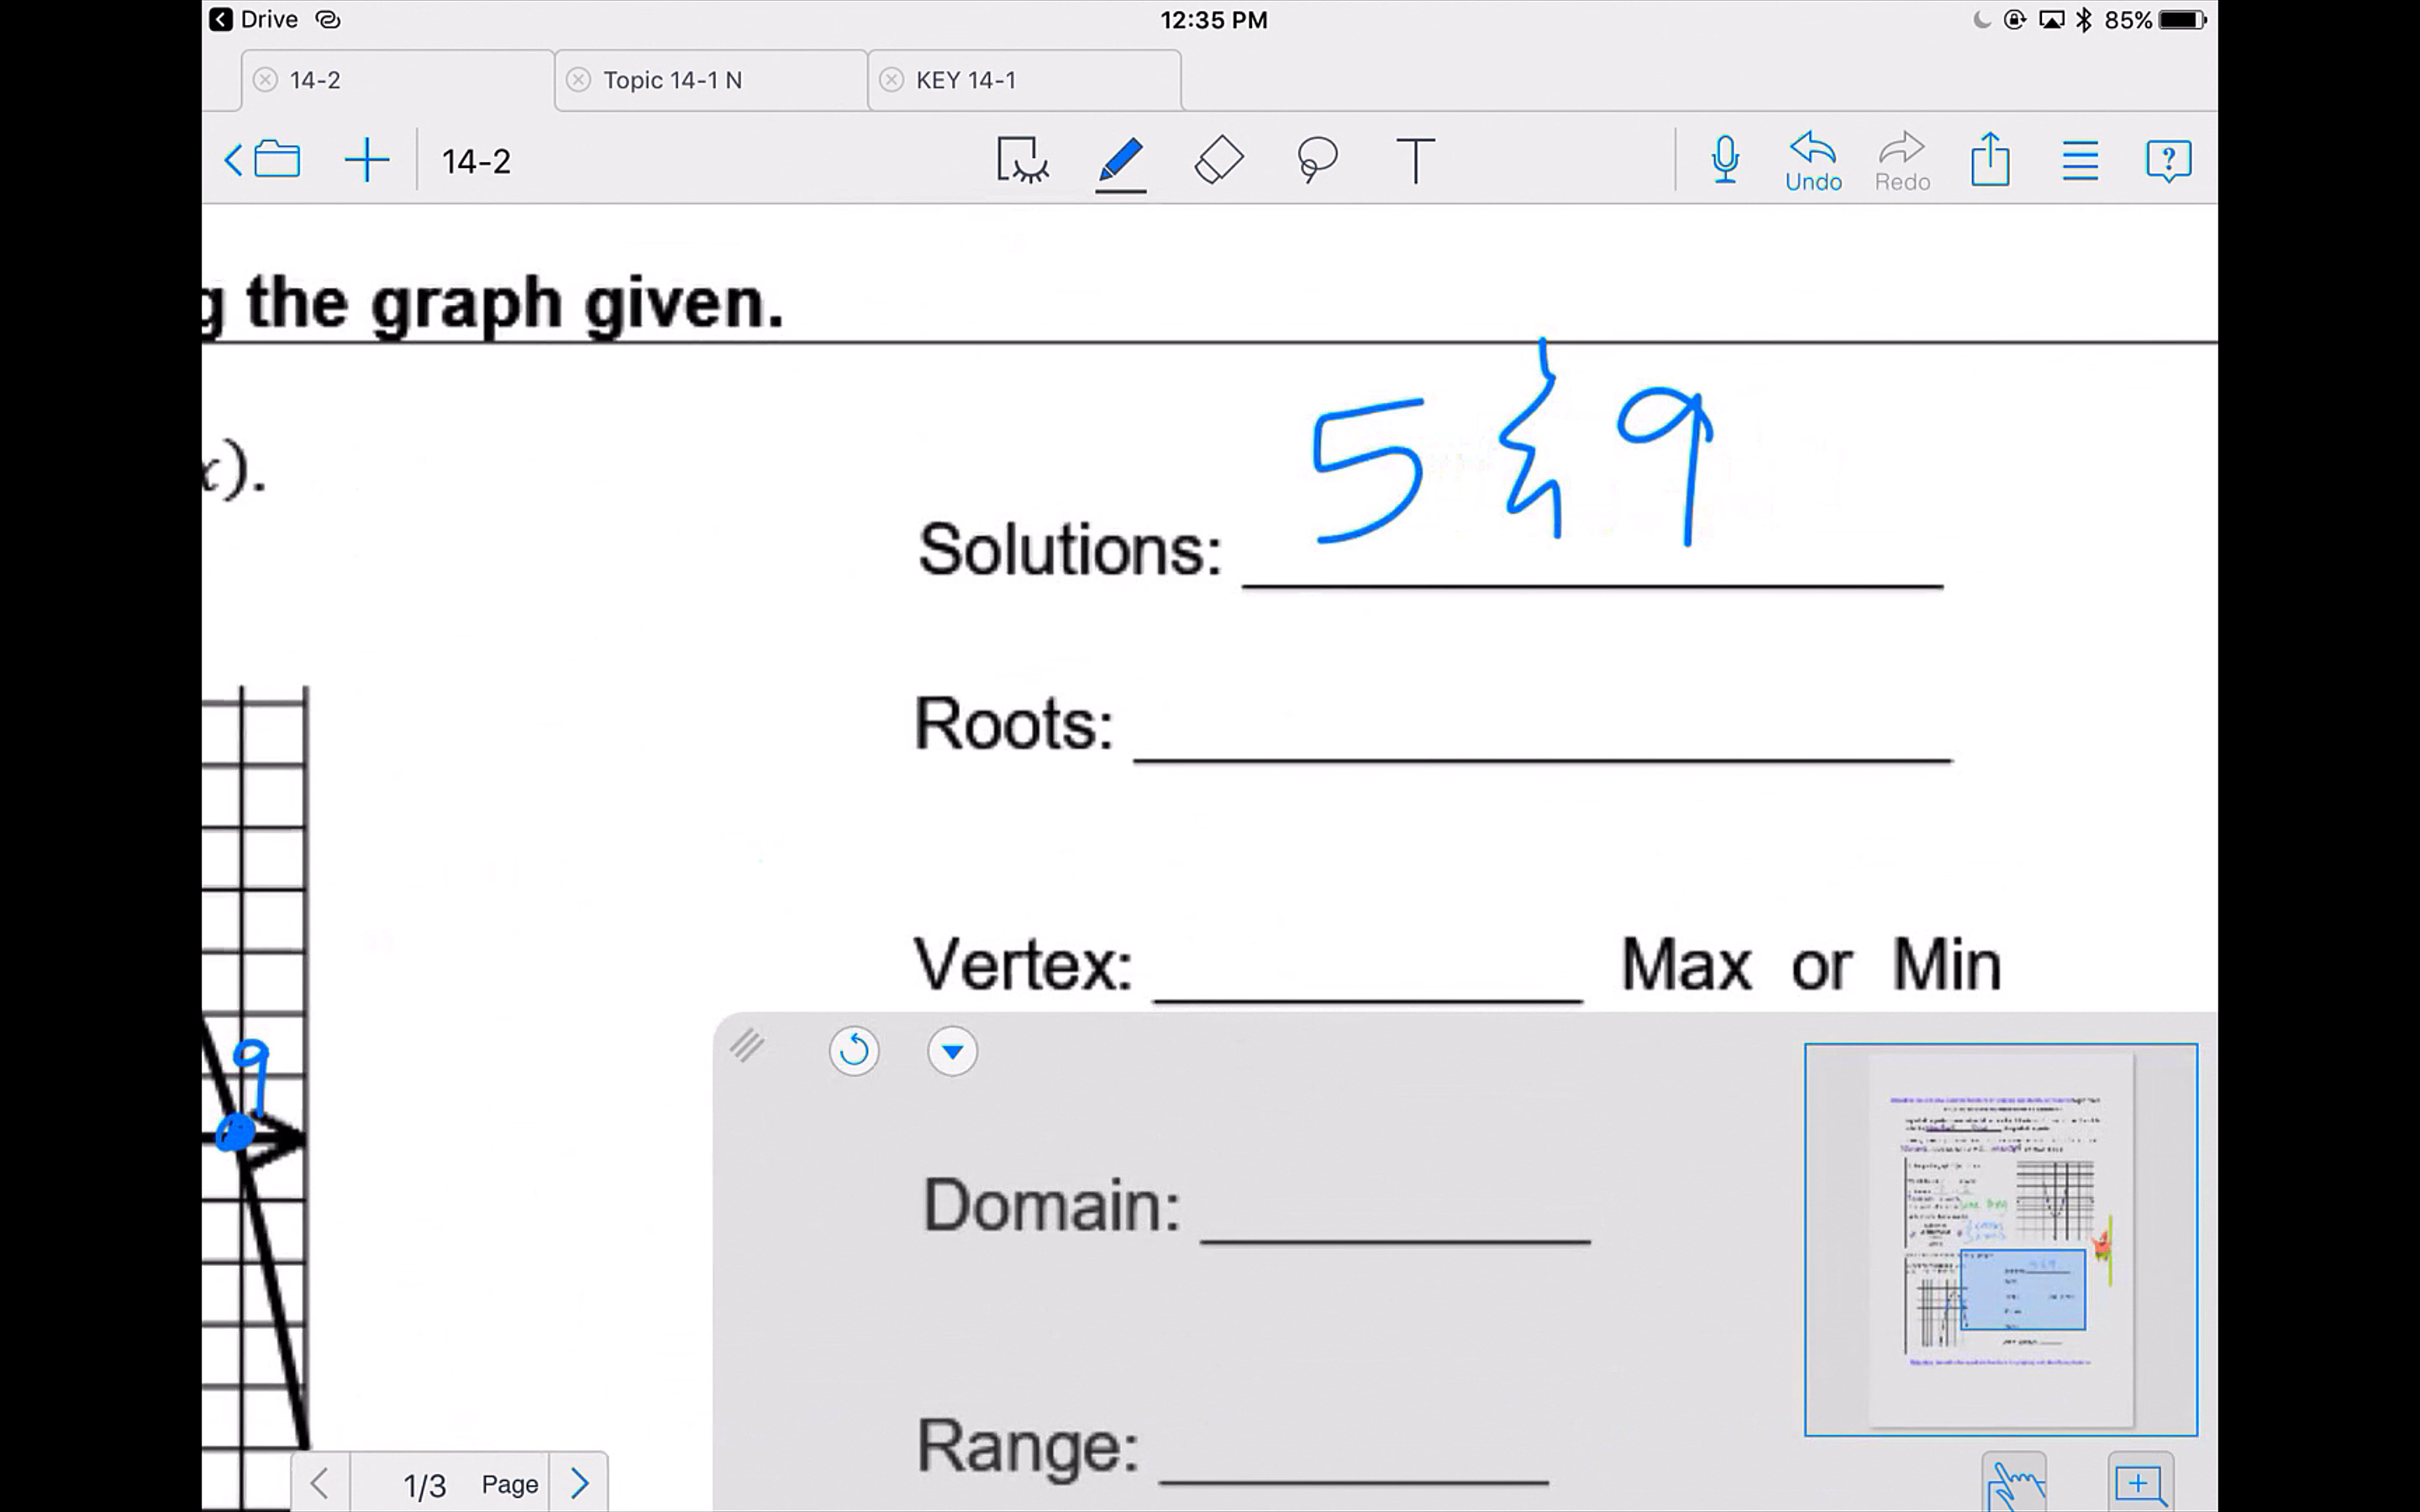 Drive 12:35 PM 85%
14-2 Topic 14-1 N KEY 14-1
14-2 T Undo Redo ?
g the graph given.
x).
Solutions: 5 & 9
Roots:
Vertex: Max or Min
9
Domain:
Range:
1/3 Page